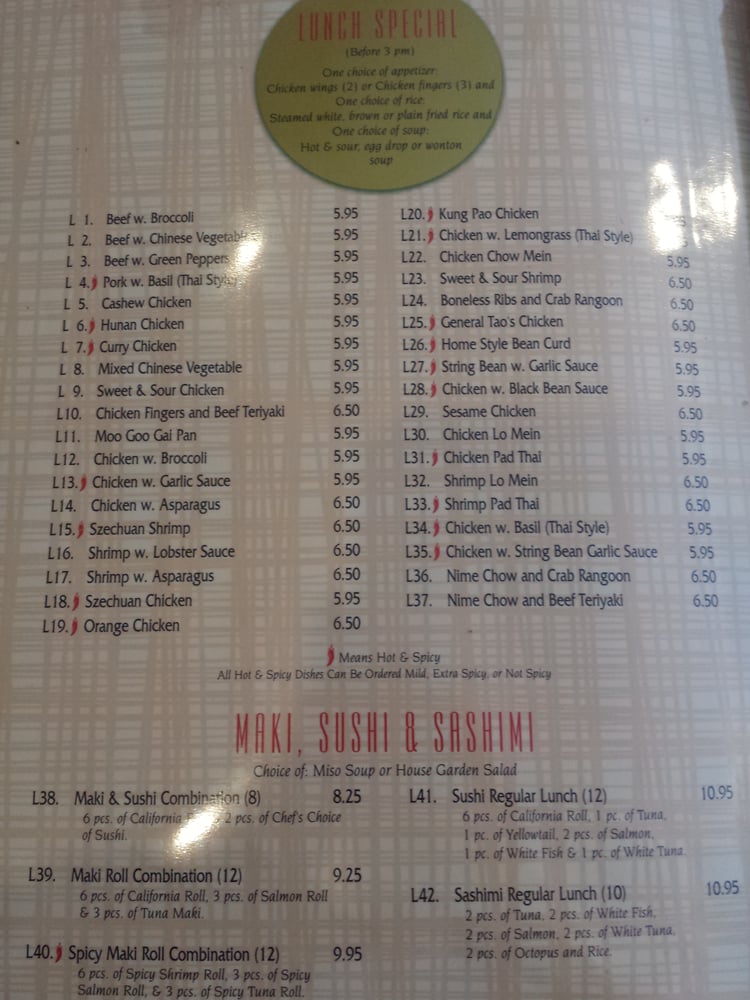 LUNCH SPECIAL
(Before 3 pm)
One choice of appetizer:
Chicken wings (2) or Chicken fingers (3) and
One choice of rice:
Steamed white, brown or plain fried rice and
One choice of soup:
Hot & sour, egg drop or wonton
soup
L 1. Beef w. Broccoli 5.95
L 2. Beef w. Chinese 5.95
L 3. Beef w. Green Peppers 5.95
L 4. Pork w. Basil (Thai Style) 5.95
L 5. Cashew Chicken 5.95
L 6. Hunan Chicken 5.95
L 7. Curry Chicken 5.95
L 8. Mixed Chinese Vegetable 5.95
L 9. Sweet & Sour Chicken 5.95
L10. Chicken Fingers and Beef Teriyaki 6.50
L11. Moo Goo Gai Pan 5.95
L12. Chicken w. Broccoli 5.95
L13. Chicken w. Garlic Sauce 5.95
L14. Chicken w. Asparagus 6.50
L15. Szechuan Shrimp 6.50
L16. Shrimp w. Lobster Sauce 6.50
L17. Shrimp w. Asparagus 6.50
L18. Szechuan Chicken 5.95
L19. Orange Chicken 6.50
L20. Kung Pao Chicken
L21. Chicken w. Lemongrass (Thai Style)
L22. Chicken Chow Mein 5.95
L23. Sweet & Sour Shrimp 6.50
L24. Boneless Ribs and Crab Rangoon 6.50
L25. General Tao's Chicken 6.50
L26. Home Style Bean Curd 5.95
L27. String Bean w. Garlic Sauce 5.95
L28. Chicken w. Black Bean Sauce 5.95
L29. Sesame Chicken 6.50
L30. Chicken Lo Mein 5.95
L31. Chicken Pad Thai 5.95
L32. Shrimp Lo Mein 6.50
L33. Shrimp Pad Thai 6.50
L34. Chicken w. Basil (Thai Style) 5.95
L35. Chicken w. String Bean Garlic Sauce 5.95
L36. Nime Chow and Crab Rangoon 6.50
L37. Nime Chow and Beef Teriyaki 6.50
Means Hot & Spicy
All Hot & Spicy Dishes Can Be Ordered Mild, Extra Spicy, or Not Spicy
MAKI, SUSHI & SASHIMI
Choice of: Miso Soup or House Garden Salad
L38. Maki & Sushi Combination (8) 8.25
6 pcs. of California & 2 pcs. of Chef's Choice
of Sushi.
L39. Maki Roll Combination (12) 9.25
6 pcs. of California Roll, 3 pcs. of Salmon Roll
& 3 pcs. of Tuna Maki.
L40. Spicy Maki Roll Combination (12) 9.95
6 pcs. of Spicy Shrimp Roll, 3 pcs. of Spicy
Salmon Roll, & 3 pcs. of Spicy Tuna Roll.
L41. Sushi Regular Lunch (12) 10.95
6 pcs. of California Roll, 1 pc. of Tuna,
1 pc. of Yellowtail, 2 pcs. of Salmon,
1 pc. of White Fish & 1 pc. of White Tuna.
L42. Sashimi Regular Lunch (10) 10.95
2 pcs. of Tuna, 2 pcs. of White Fish,
2 pcs. of Salmon, 2 pcs. of White Tuna,
2 pcs. of Octopus and Rice.